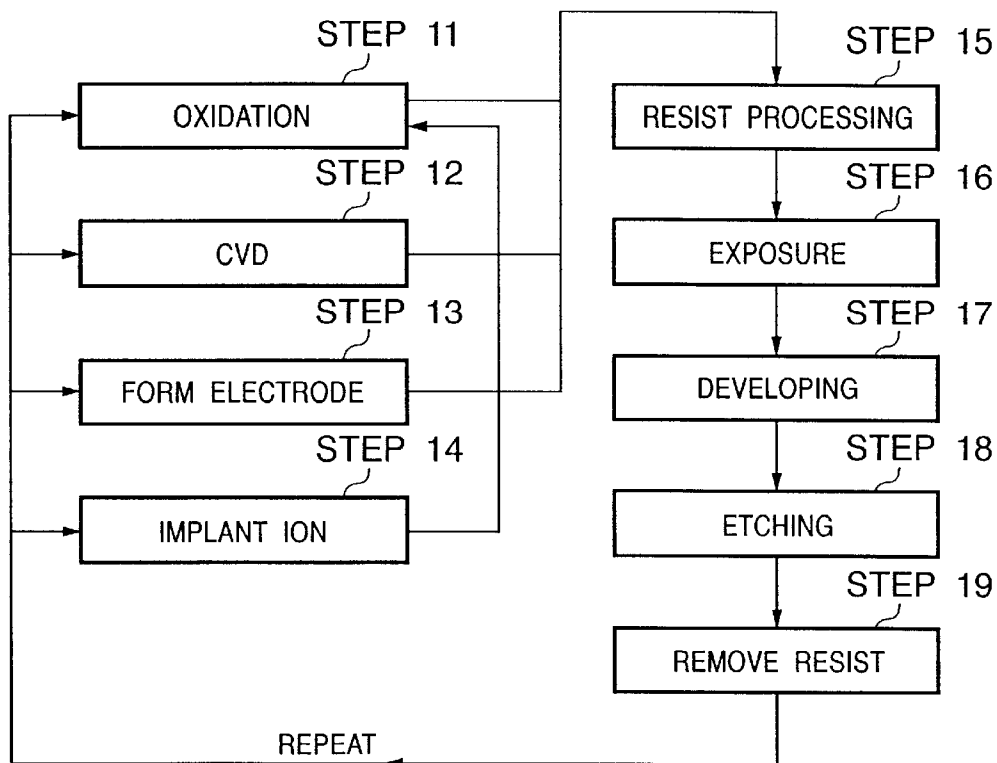 STEP 11
OXIDATION
STEP 12
CVD
STEP 13
FORM ELECTRODE
STEP 14
IMPLANT ION
STEP 15
RESIST PROCESSING
STEP 16
EXPOSURE
STEP 17
DEVELOPING
STEP 18
ETCHING
STEP 19
REMOVE RESIST
REPEAT